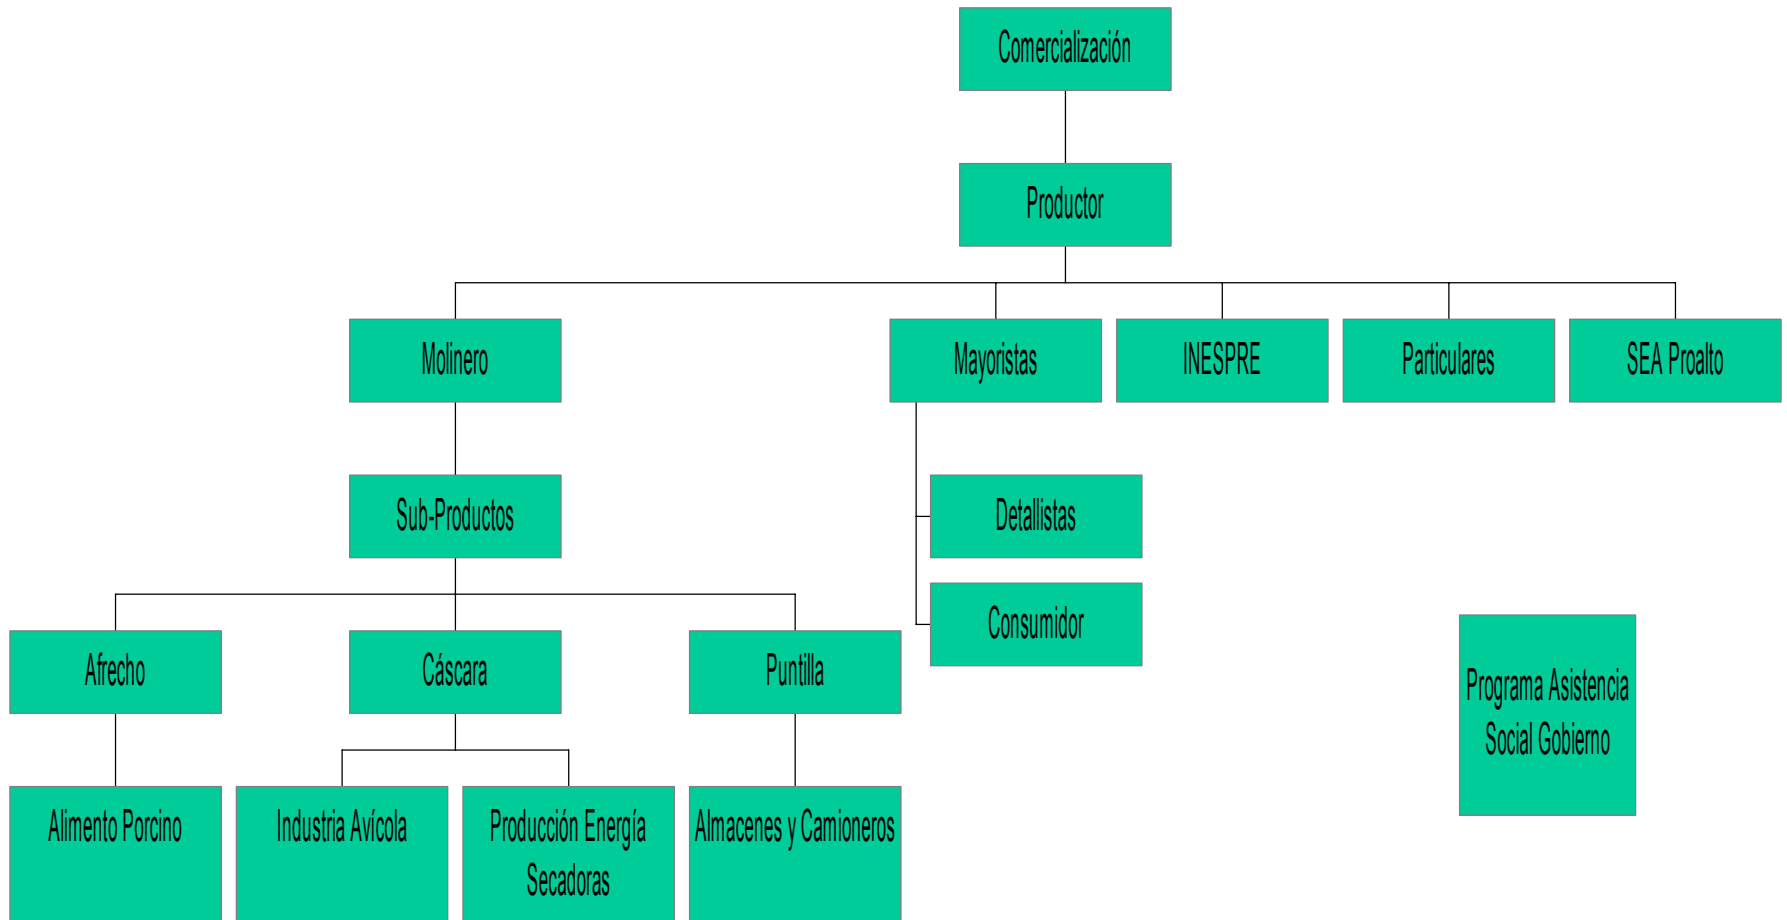 Comercialización
Productor
Molinero
Mayoristas
INESPRE
Particulares
SEA Proalto
Sub-Productos
Detallistas
Consumidor
Afrecho
Cáscara
Puntilla
Programa Asistencia
Social Gobierno
Alimento Porcino
Industria Avícola
Producción Energía
Secadoras
Almacenes y Camioneros